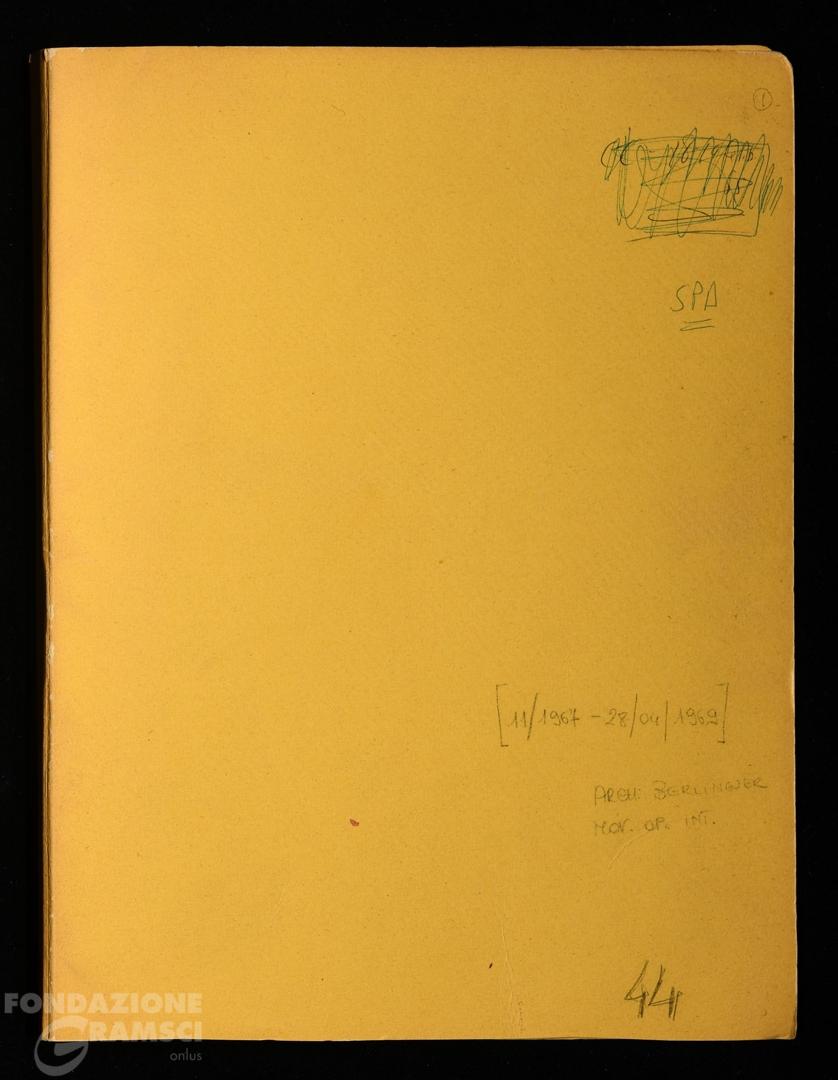 1
SPA
[11/1967 - 28/04/1969]
ARCH. BERLINGUER
MOV. OP. INT.
44
FONDAZIONE
GRAMSCI
onlus